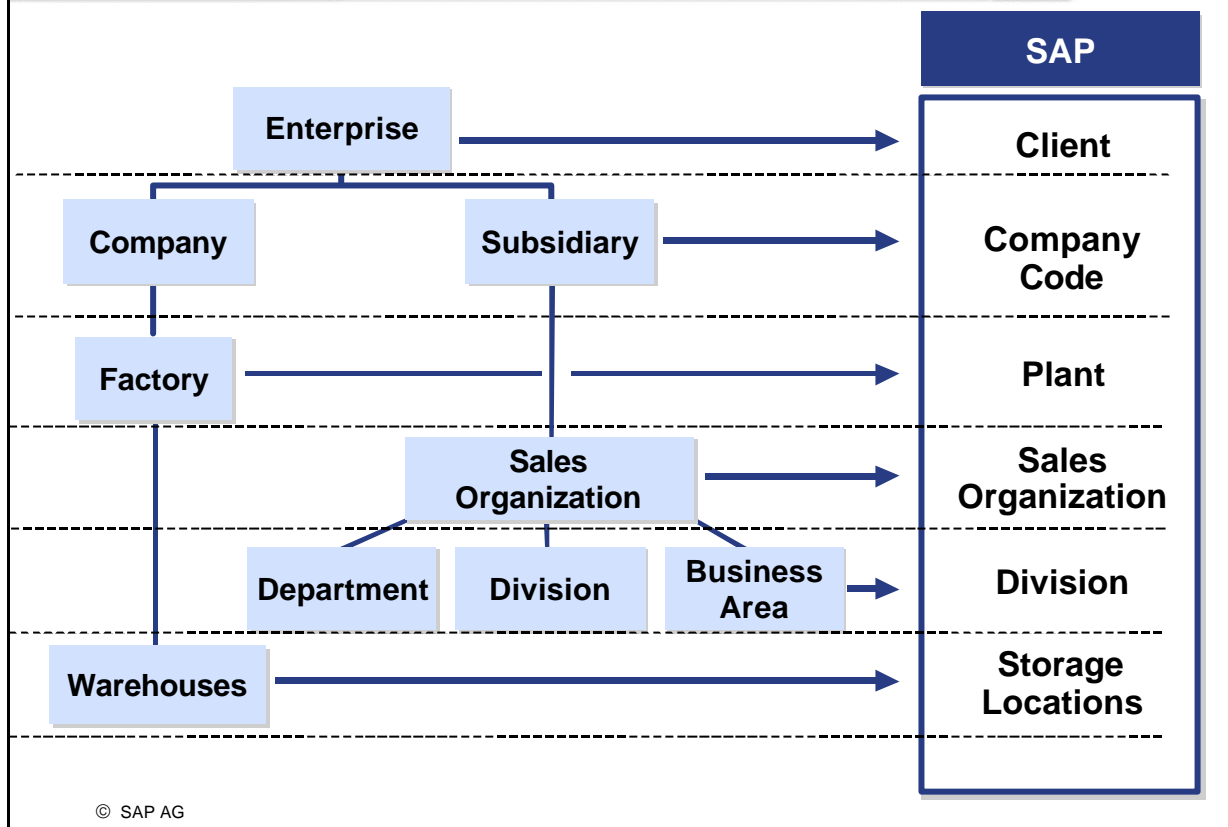 SAP
Enterprise
Client
Company
Subsidiary
Company
Code
Factory
Plant
Sales
Organization
Sales
Organization
Department
Division
Business
Area
Division
Warehouses
Storage
Locations
© SAP AG